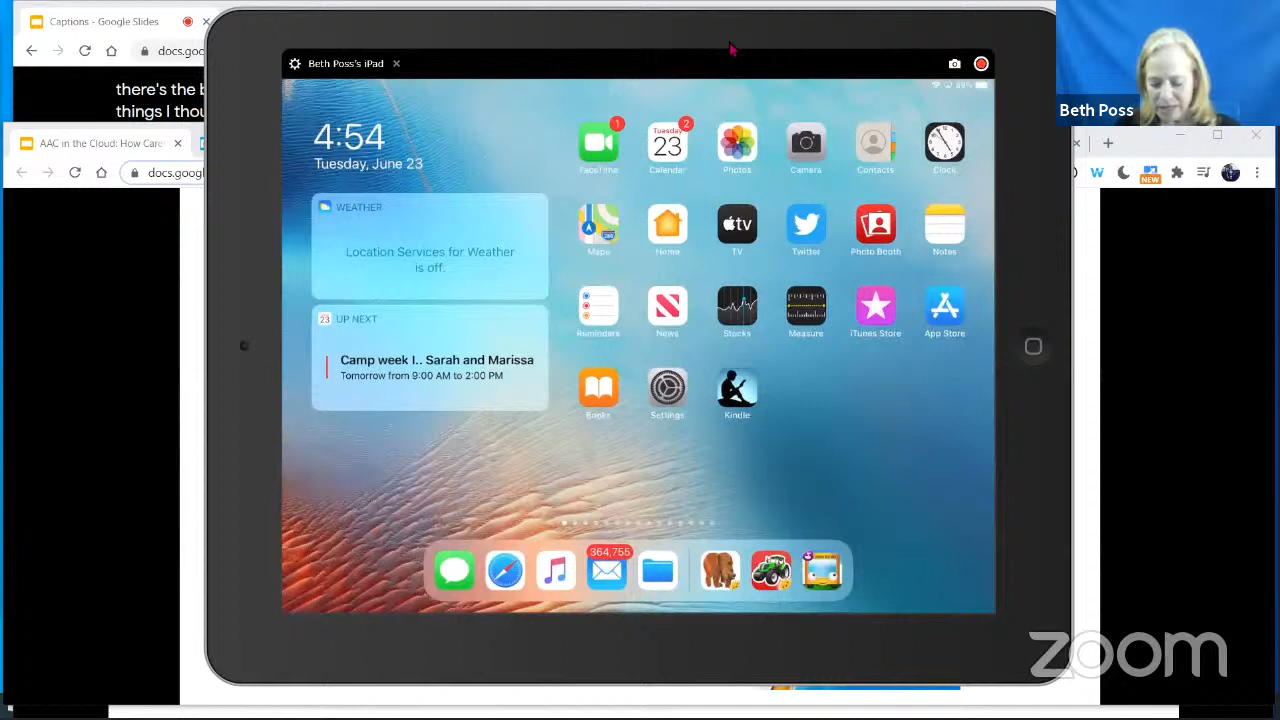 Captions - Google Slides
docs.goo
there's the b
things I thou
AAC in the Cloud: How Care
docs.goog
Beth Poss's iPad
89%
4:54
Tuesday, June 23
WEATHER
Location Services for Weather
is off.
23 UP NEXT
Camp week I.. Sarah and Marissa
Tomorrow from 9:00 AM to 2:00 PM
1
2
Tuesday
23
FaceTime
Calendar
Photos
Camera
Contacts
Clock
280
tv
Maps
Home
TV
Twitter
Photo Booth
Notes
Reminders
News
Stocks
Measure
iTunes Store
App Store
Books
Settings
Kindle
364,755
Beth Poss
W
NEW
zoom